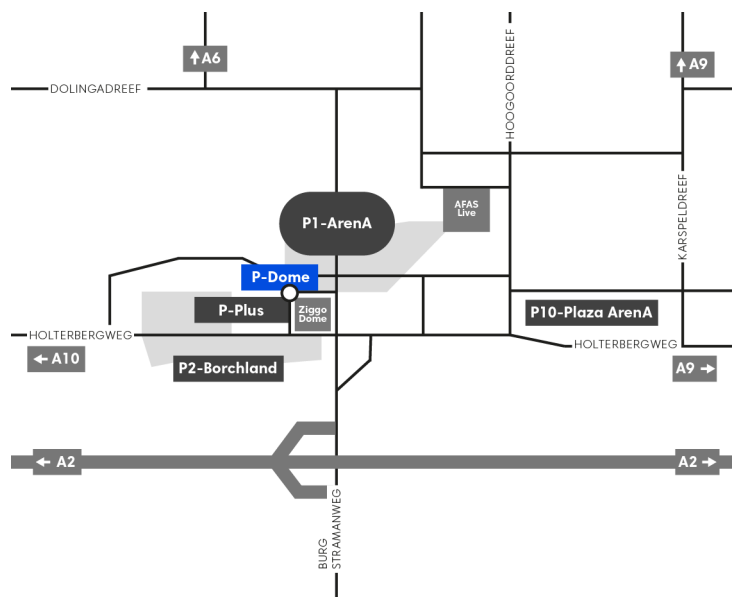 A6
A9
DOLINGADREEF
HOOGOORDDREEF
KARSPELDREEF
AFAS
Live
P1-ArenA
P-Dome
P-Plus
Ziggo
Dome
P10-Plaza ArenA
HOLTERBERGWEG
HOLTERBERGWEG
A10
P2-Borchland
A9
A2
A2
BURG
STRAMANWEG